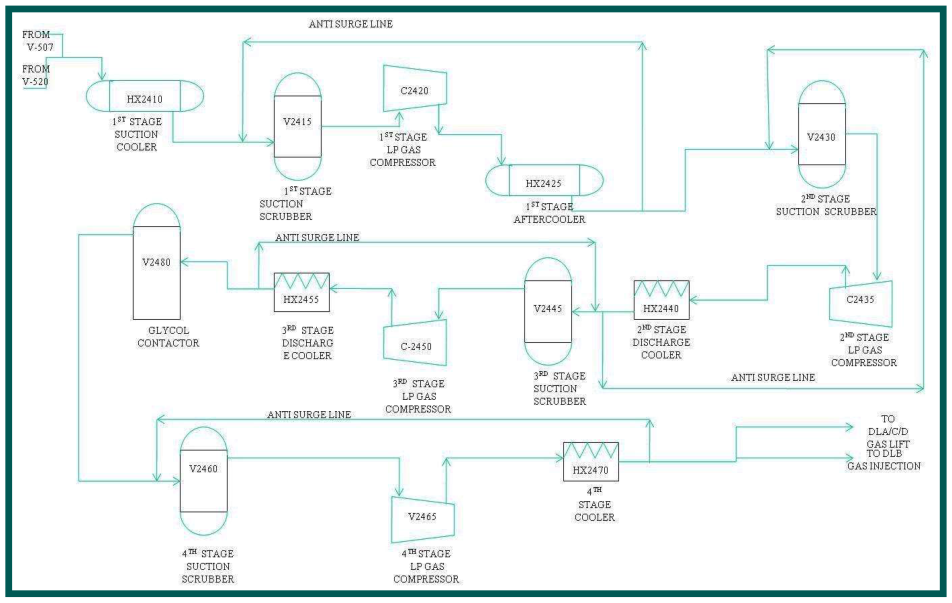 ANTI SURGE LINE
FROM
V-507
FROM
V-520
HX2410
1ST STAGE
SUCTION
COOLER
V2415
1ST STAGE
SUCTION
SCRUBBER
C2420
1ST STAGE
LP GAS
COMPRESSOR
HX2425
1ST STAGE
AFTERCOOLER
V2430
2ND STAGE
SUCTION SCRUBBER
V2480
GLYCOL
CONTACTOR
ANTI SURGE LINE
HX2455
3RD STAGE
DISCHARG
E COOLER
C-2450
3RD STAGE
LP GAS
COMPRESSOR
V2445
3RD STAGE
SUCTION
SCRUBBER
HX2440
2ND STAGE
DISCHARGE
COOLER
C2435
2ND STAGE
LP GAS
COMPRESSOR
ANTI SURGE LINE
ANTI SURGE LINE
V2460
4TH STAGE
SUCTION
SCRUBBER
V2465
4TH STAGE
LP GAS
COMPRESSOR
HX2470
4TH
STAGE
COOLER
TO
DLA/C/D
GAS LIFT
TO DLB
GAS INJECTION